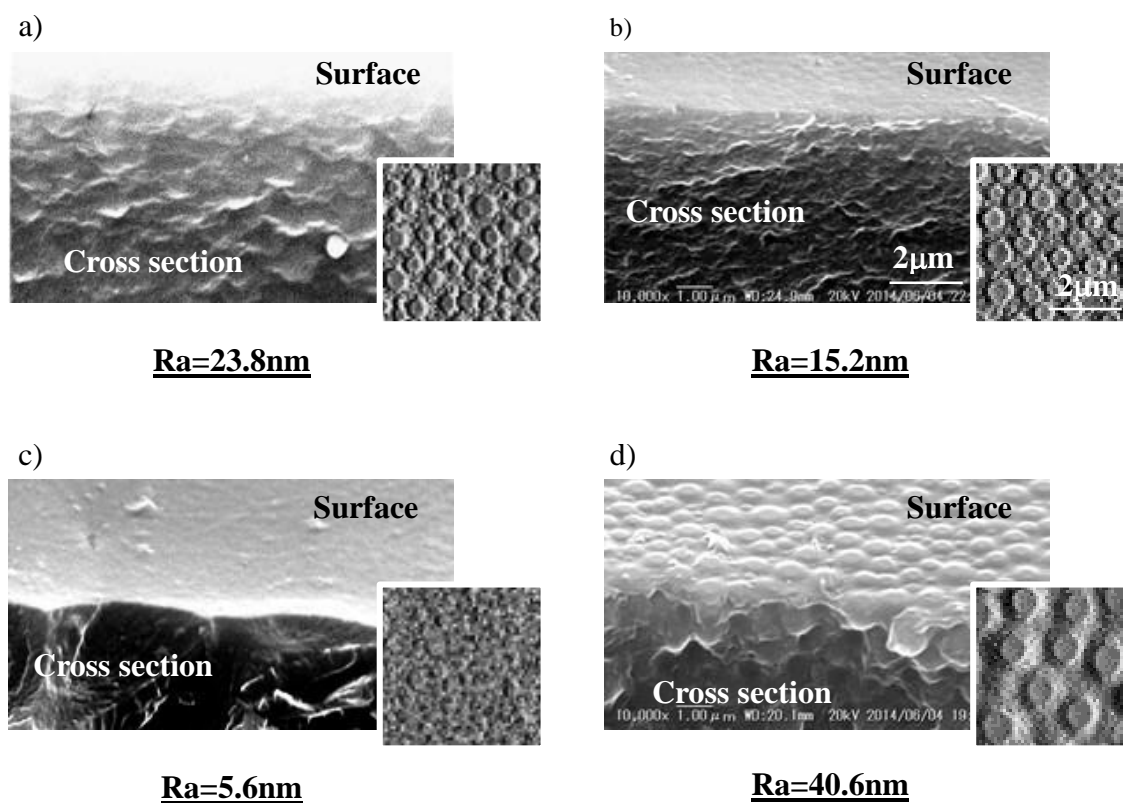 a)
Surface
Cross section
Ra=23.8nm
b)
Surface
Cross section
2μm
10,000x 1.00μm WD:24.9mm 20kV 2014/06/04 22
2μm
Ra=15.2nm
c)
Surface
Cross section
Ra=5.6nm
d)
Surface
Cross section
10,000x 1.00μm WD:20.1mm 20kV 2014/06/04 19
Ra=40.6nm